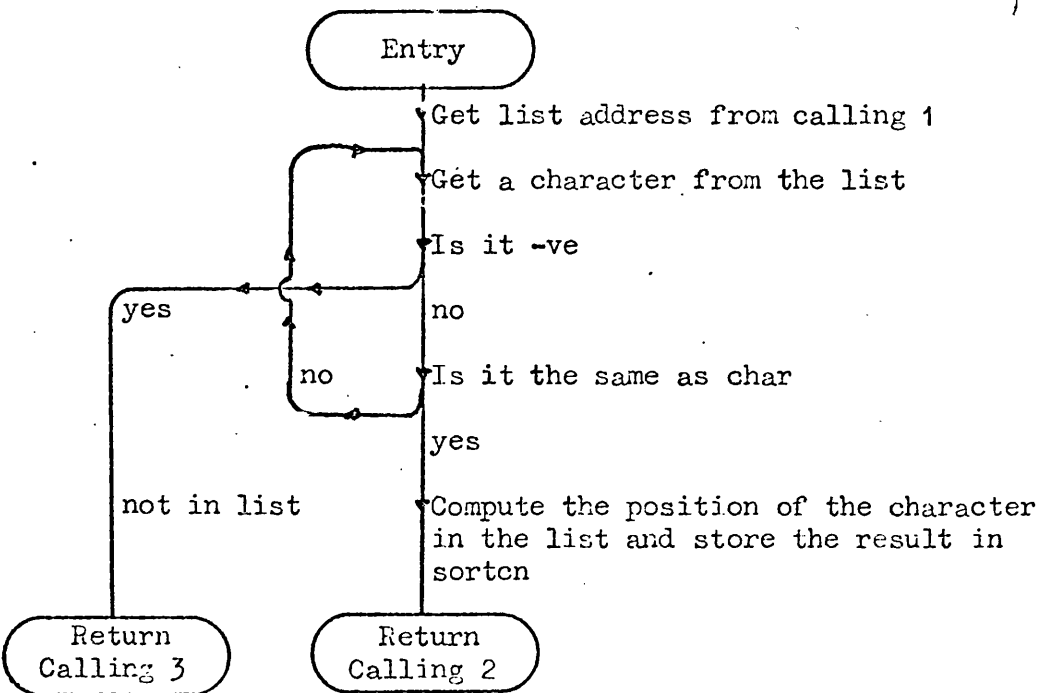 Entry
Get list address from calling 1
Get a character from the list
Is it -ve
yes
no
Is it the same as char
no
yes
not in list
Compute the position of the character
in the list and store the result in
sortcn
Return
Calling 3
Return
Calling 2